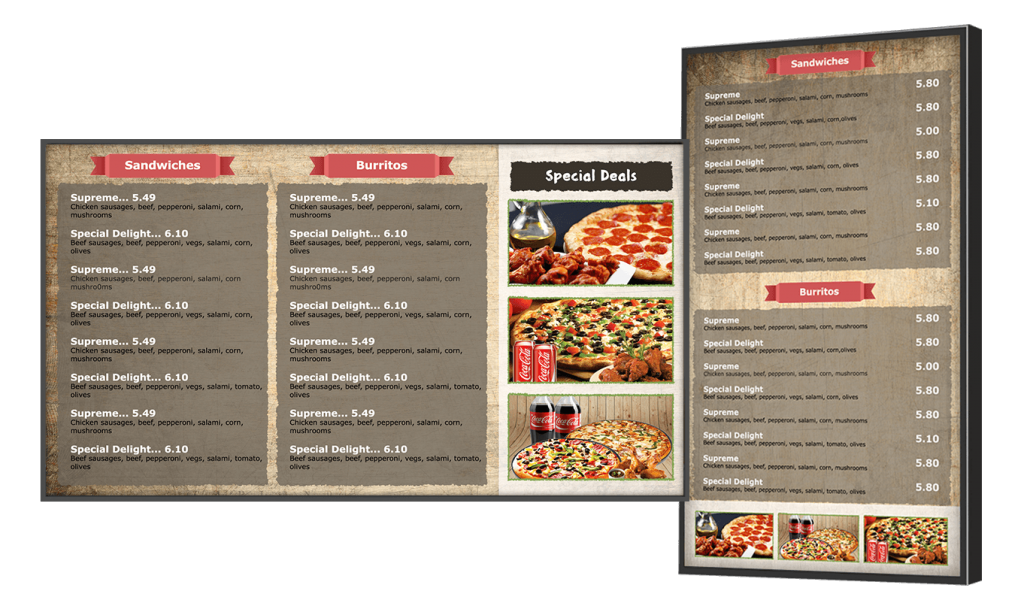 Sandwiches
Supreme... 5.49
Chicken sausages, beef, pepperoni, salami, corn,
mushrooms
Special Delight... 6.10
Beef sausages, beef, pepperoni, vegs, salami, corn,
olives
Supreme... 5.49
Chicken sausages, beef, pepperoni, salami, corn
mushro0ms
Special Delight... 6.10
Beef sausages, beef, pepperoni, vegs, salami, corn,
olives
Supreme... 5.49
Chicken sausages, beef, pepperoni, salami, corn,
mushrooms
Special Delight... 6.10
Beef sausages, beef, pepperoni, vegs, salami, tomato,
olives
Supreme... 5.49
Chicken sausages, beef, pepperoni, salami, corn,
mushrooms
Special Delight... 6.10
Beef sausages, beef, pepperoni, vegs, salami, tomato,
olives
Burritos
Supreme... 5.49
Chicken sausages, beef, pepperoni, salami, corn,
mushrooms
Special Delight... 6.10
Beef sausages, beef, pepperoni, vegs, salami, corn,
olives
Supreme... 5.49
Chicken sausages, beef, pepperoni, salami, corn
mushro0ms
Special Delight... 6.10
Beef sausages, beef, pepperoni, vegs, salami, corn,
olives
Supreme... 5.49
Chicken sausages, beef, pepperoni, salami, corn,
mushrooms
Special Delight... 6.10
Beef sausages, beef, pepperoni, vegs, salami, tomato,
olives
Supreme... 5.49
Chicken sausages, beef, pepperoni, salami, corn,
mushrooms
Special Delight... 6.10
Beef sausages, beef, pepperoni, vegs, salami, tomato,
olives
Special Deals
Coca-Cola
Coca-Cola
Coca-Cola
Coca-Cola
Sandwiches
Supreme 5.80
Chicken sausages, beef, pepperoni, salami, corn, mushrooms
Special Delight 5.80
Beef sausages, beef, pepperoni, vegs, salami, corn,olives
Supreme 5.00
Chicken sausages, beef, pepperoni, salami, corn, mushrooms
Special Delight 5.80
Beef sausages, beef, pepperoni, vegs, salami, corn, olives
Supreme 5.80
Chicken sausages, beef, pepperoni, salami, corn, mushrooms
Special Delight 5.10
Beef sausages, beef, pepperoni, vegs, salami, tomato, olives
Supreme 5.80
Chicken sausages, beef, pepperoni, salami, corn, mushrooms
Special Delight 5.80
Beef sausages, beef, pepperoni, vegs, salami, tomato, olives
Burritos
Supreme 5.80
Chicken sausages, beef, pepperoni, salami, corn, mushrooms
Special Delight 5.80
Beef sausages, beef, pepperoni, vegs, salami, corn,olives
Supreme 5.00
Chicken sausages, beef, pepperoni, salami, corn, mushrooms
Special Delight 5.80
Beef sausages, beef, pepperoni, vegs, salami, corn, olives
Supreme 5.80
Chicken sausages, beef, pepperoni, salami, corn, mushrooms
Special Delight 5.10
Beef sausages, beef, pepperoni, vegs, salami, tomato, olives
Supreme 5.80
Chicken sausages, beef, pepperoni, salami, corn, mushrooms
Special Delight 5.80
Beef sausages, beef, pepperoni, vegs, salami, tomato, olives